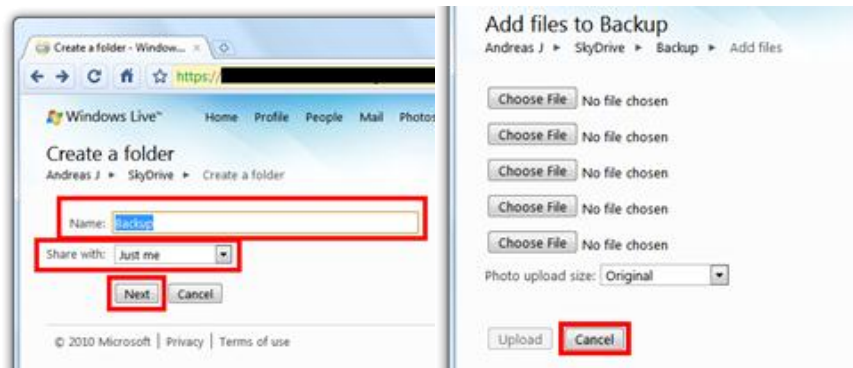 Create a folder - Window...
https://
Windows Live™ Home Profile People Mail Photos
Create a folder
Andreas J ▸ SkyDrive ▸ Create a folder
Name: Backup
Share with: Just me
Next Cancel
© 2010 Microsoft | Privacy | Terms of use
Add files to Backup
Andreas J ▸ SkyDrive ▸ Backup ▸ Add files
Choose File No file chosen
Choose File No file chosen
Choose File No file chosen
Choose File No file chosen
Choose File No file chosen
Photo upload size: Original
Upload Cancel